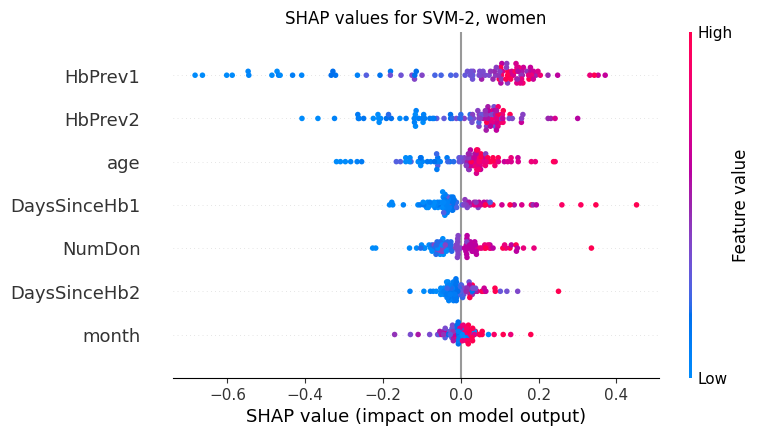 SHAP values for SVM-2, women
High
HbPrev1
HbPrev2
age
DaysSinceHb1
NumDon
DaysSinceHb2
month
Feature value
Low
−0.6
−0.4
−0.2
0.0
0.2
0.4
SHAP value (impact on model output)